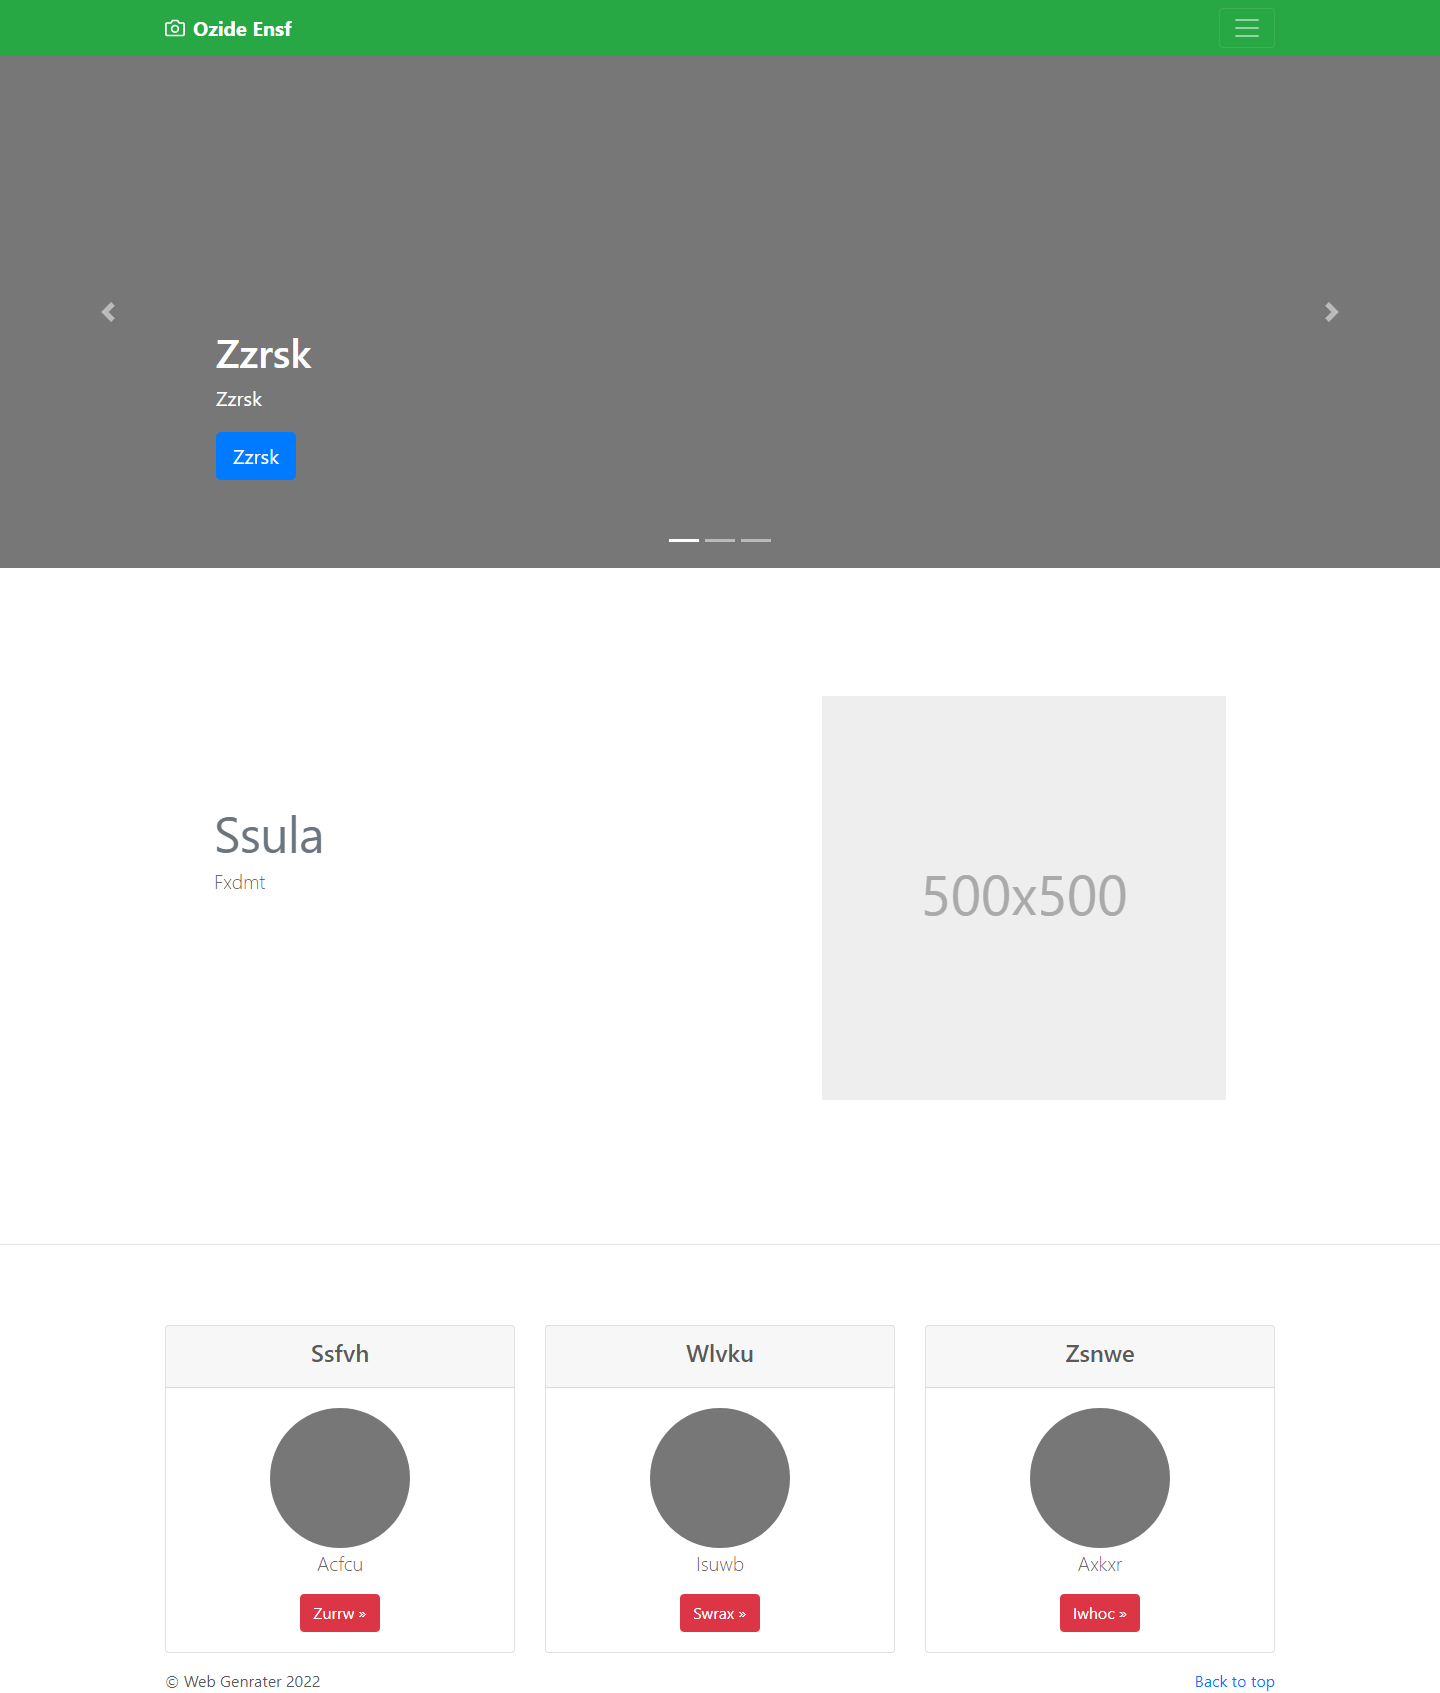 Ozide Ensf
Zzrsk
Zzrsk
Zzrsk
Ssula
Fxdmt
500x500
Ssfvh
Wlvku
Zsnwe
Acfcu
Isuwb
Axkxr
Zurrw »
Swrax »
Iwhoc »
© Web Genrater 2022
Back to top